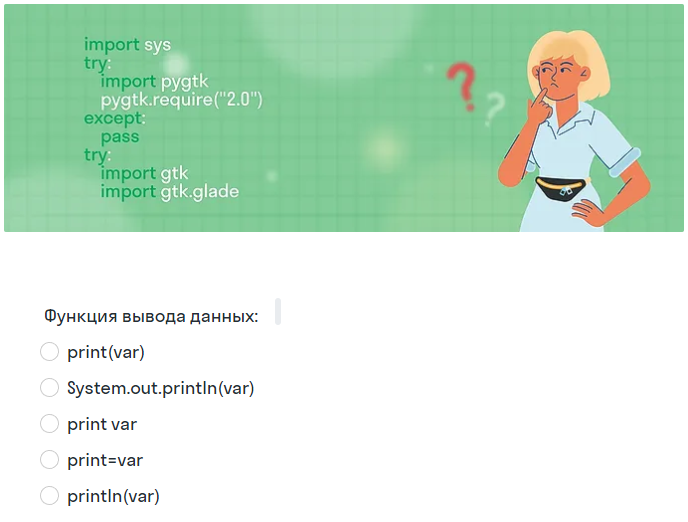 import sys
try:
import pygtk
pygtk.require("2.0")
except:
pass
try:
import gtk
import gtk.glade
? ?
Функция вывода данных:
print(var)
System.out.println(var)
print var
print=var
println(var)